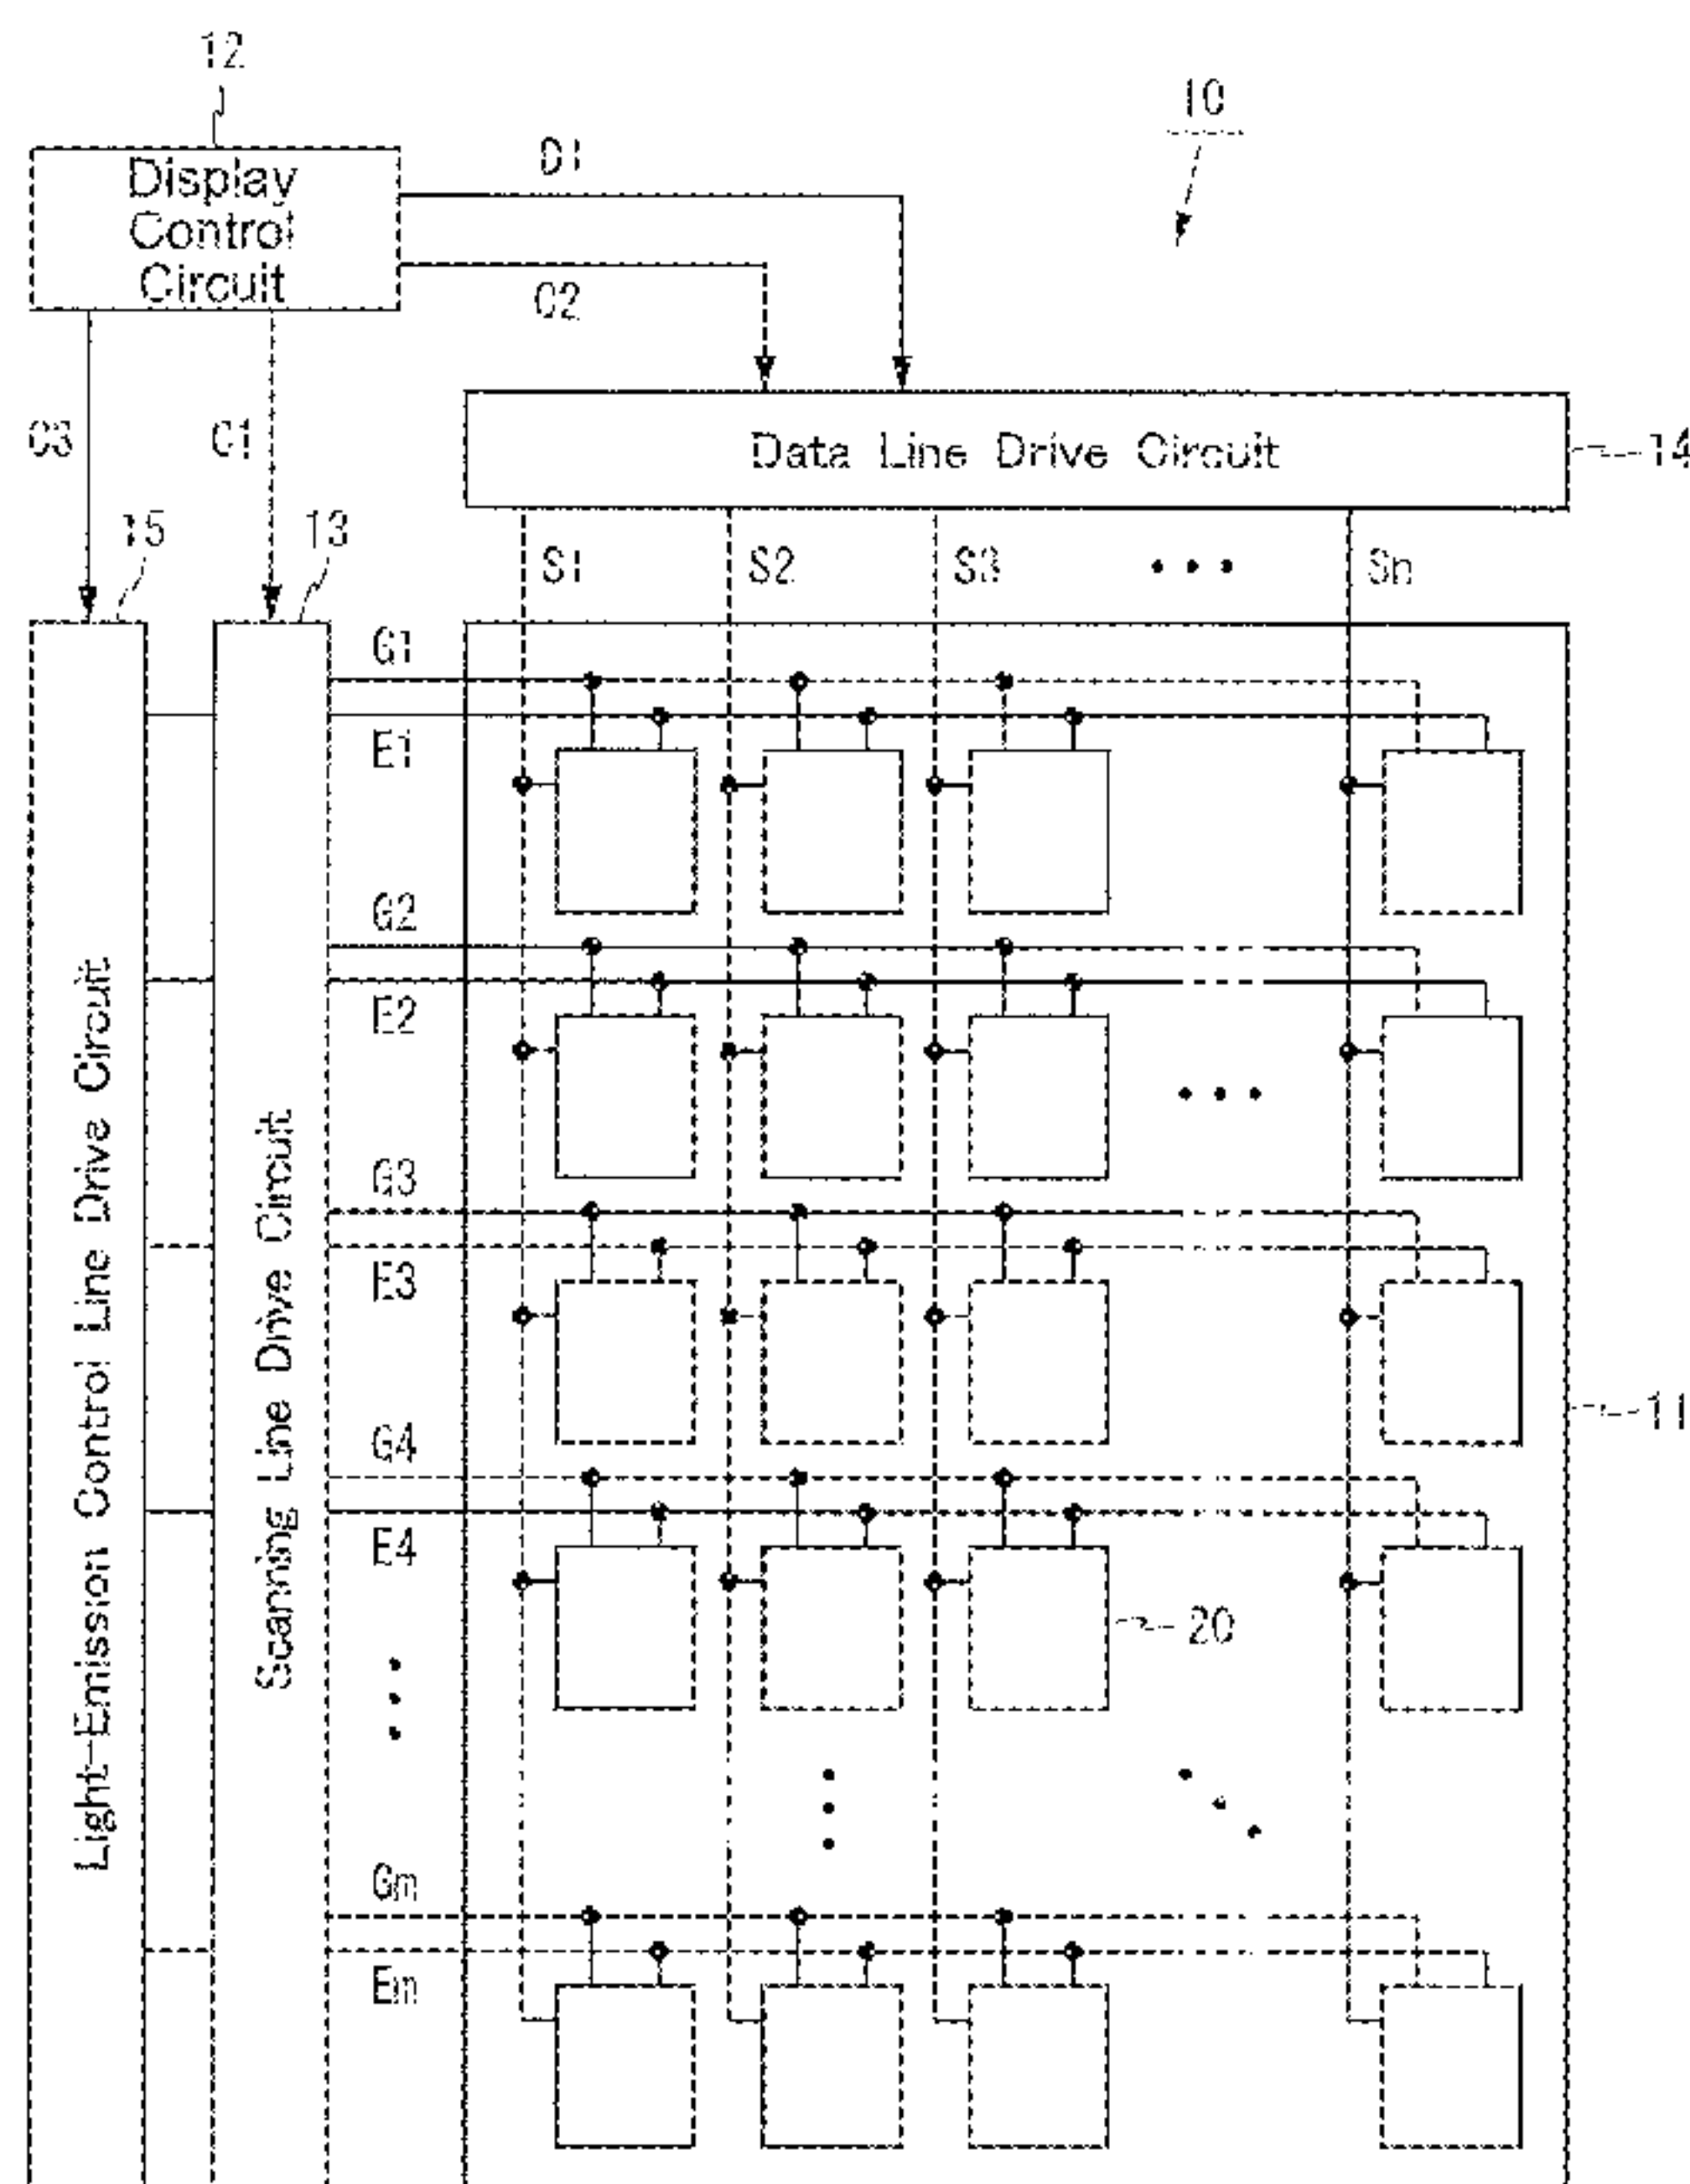 12
10
Display
Control
Circuit
D1
C2
C3
C1
Data Line Drive Circuit
14
15
13
S1
S2
S3
Sn
G1
E1
G2
E2
G3
E3
G4
E4
Gm
Em
Light-Emission Control Line Drive Circuit
Scanning Line Drive Circuit
11
20